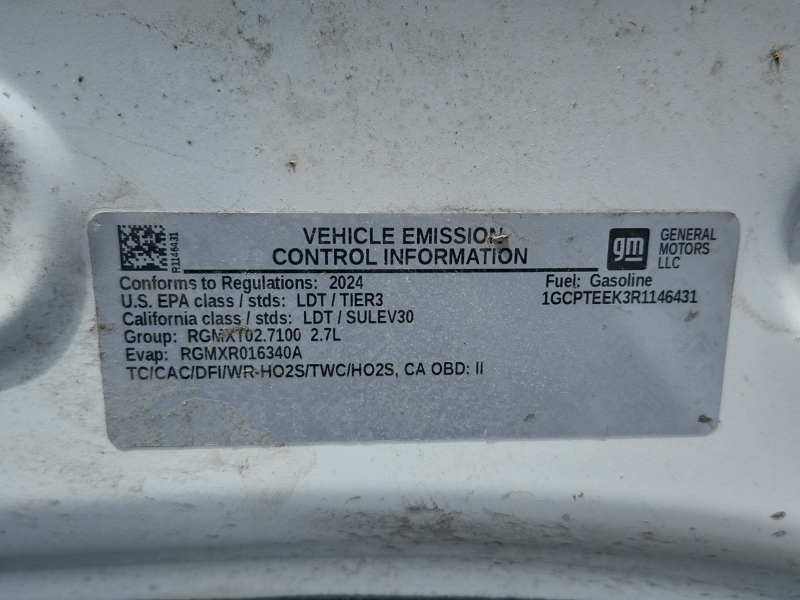 VEHICLE EMISSION
CONTROL INFORMATION
R1146431
gm
GENERAL
MOTORS
LLC
Conforms to Regulations: 2024
Fuel: Gasoline
U.S. EPA class / stds: LDT / TIER3
1GCPTEEK3R1146431
California class / stds: LDT / SULEV30
Group: RGMXT02.7100 2.7L
Evap: RGMXR016340A
TC/CAC/DFI/WR-HO2S/TWC/HO2S, CA OBD: II